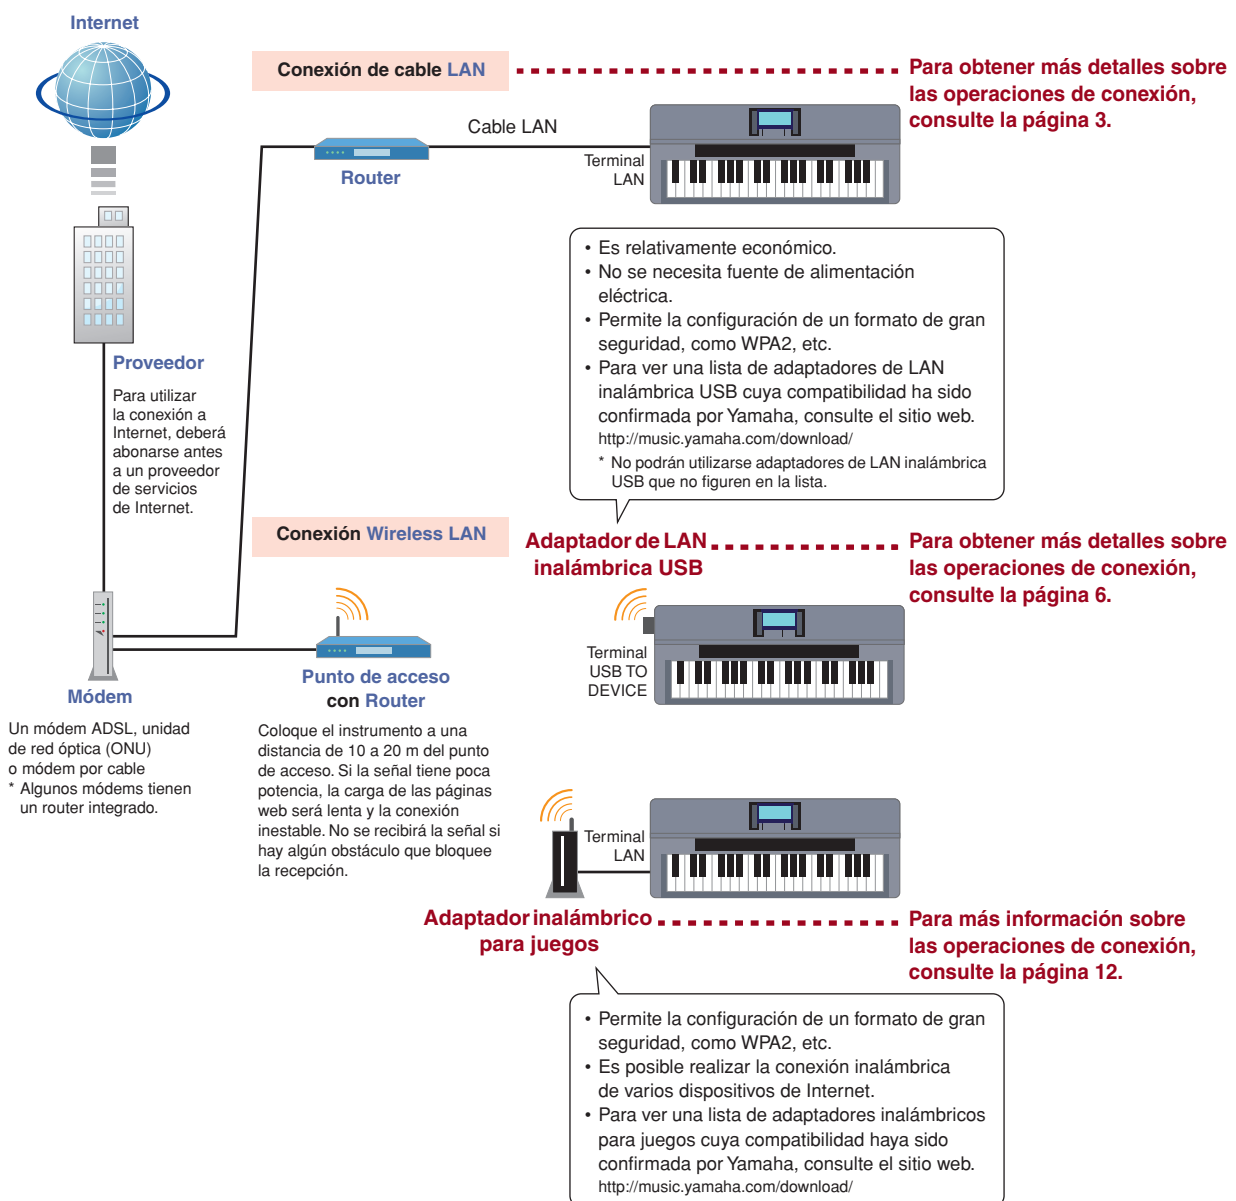 Internet
Conexión de cable LAN
Para obtener más detalles sobre
las operaciones de conexión,
consulte la página 3.
Cable LAN
Router
Terminal
LAN
• Es relativamente económico.
• No se necesita fuente de alimentación
eléctrica.
• Permite la configuración de un formato de gran
seguridad, como WPA2, etc.
• Para ver una lista de adaptadores de LAN
inalámbrica USB cuya compatibilidad ha sido
confirmada por Yamaha, consulte el sitio web.
http://music.yamaha.com/download/
* No podrán utilizarse adaptadores de LAN inalámbrica
USB que no figuren en la lista.
Proveedor
Para utilizar
la conexión a
Internet, deberá
abonarse antes
a un proveedor
de servicios
de Internet.
Conexión Wireless LAN
Adaptador de LAN
inalámbrica USB
Para obtener más detalles sobre
las operaciones de conexión,
consulte la página 6.
Terminal
USB TO
DEVICE
Módem
Un módem ADSL, unidad
de red óptica (ONU)
o módem por cable
* Algunos módems tienen
un router integrado.
Punto de acceso
con Router
Coloque el instrumento a una
distancia de 10 a 20 m del punto
de acceso. Si la señal tiene poca
potencia, la carga de las páginas
web será lenta y la conexión
inestable. No se recibirá la señal si
hay algún obstáculo que bloquee
la recepción.
Terminal
LAN
Adaptador inalámbrico
para juegos
Para más información sobre
las operaciones de conexión,
consulte la página 12.
• Permite la configuración de un formato de gran
seguridad, como WPA2, etc.
• Es posible realizar la conexión inalámbrica
de varios dispositivos de Internet.
• Para ver una lista de adaptadores inalámbricos
para juegos cuya compatibilidad haya sido
confirmada por Yamaha, consulte el sitio web.
http://music.yamaha.com/download/